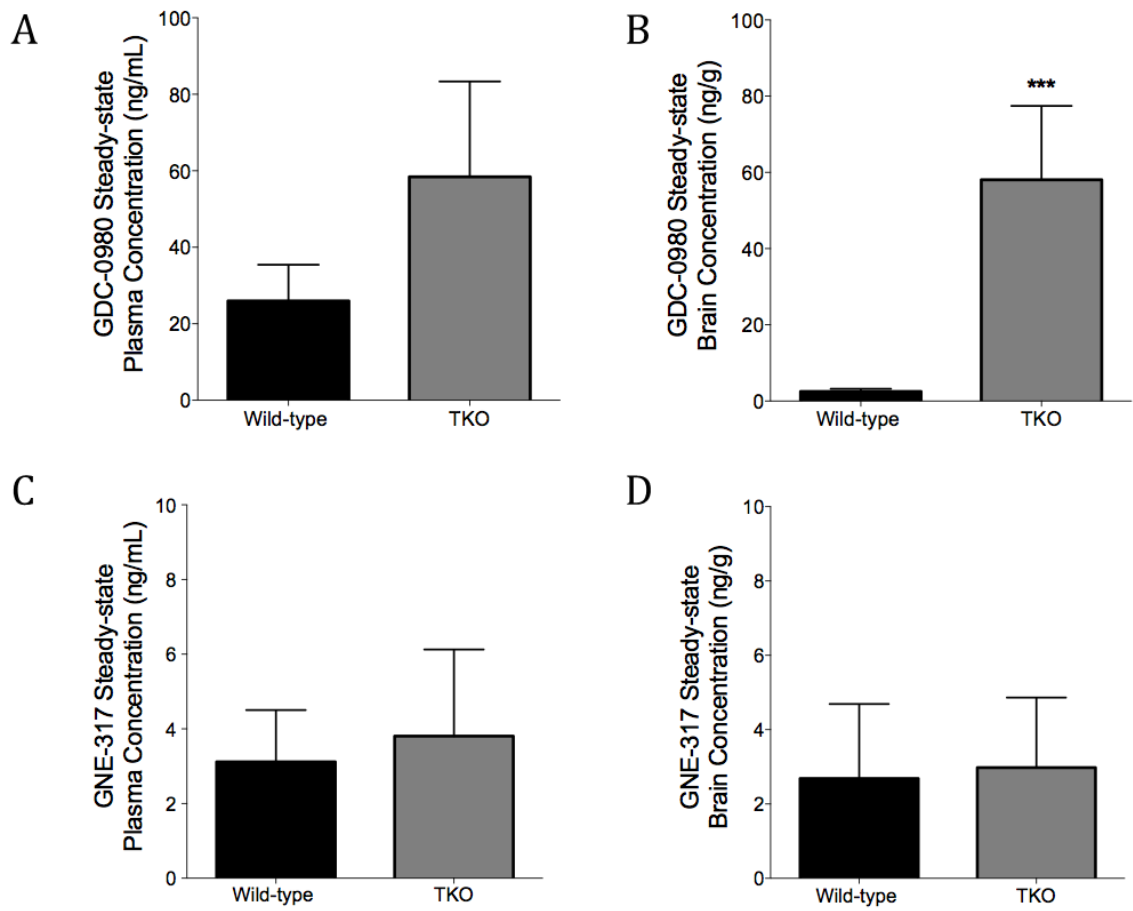 A
GDC-0980 Steady-state
Plasma Concentration (ng/mL)
100
80
60
40
20
0
Wild-type
TKO
B
GDC-0980 Steady-state
Brain Concentration (ng/g)
100
80
60
40
20
0
***
Wild-type
TKO
C
GNE-317 Steady-state
Plasma Concentration (ng/mL)
10
8
6
4
2
0
Wild-type
TKO
D
GNE-317 Steady-state
Brain Concentration (ng/g)
10
8
6
4
2
0
Wild-type
TKO